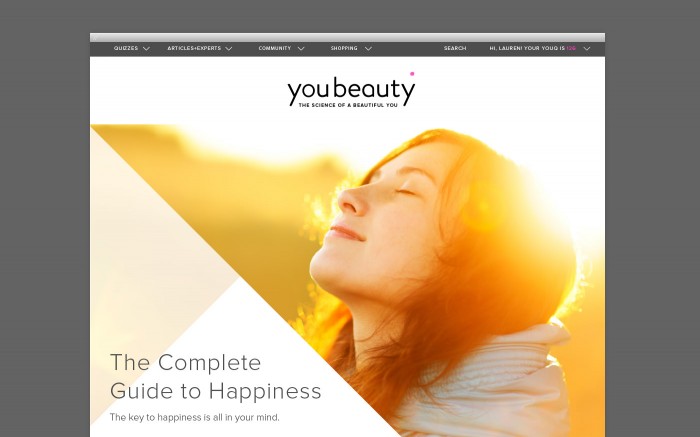 QUIZZES ARTICLES+EXPERTS COMMUNITY SHOPPING SEARCH HI, LAUREN! YOUR YOUQ IS
youbeauty
THE SCIENCE OF A BEAUTIFUL YOU
The Complete
Guide to Happiness
The key to happiness is all in your mind.